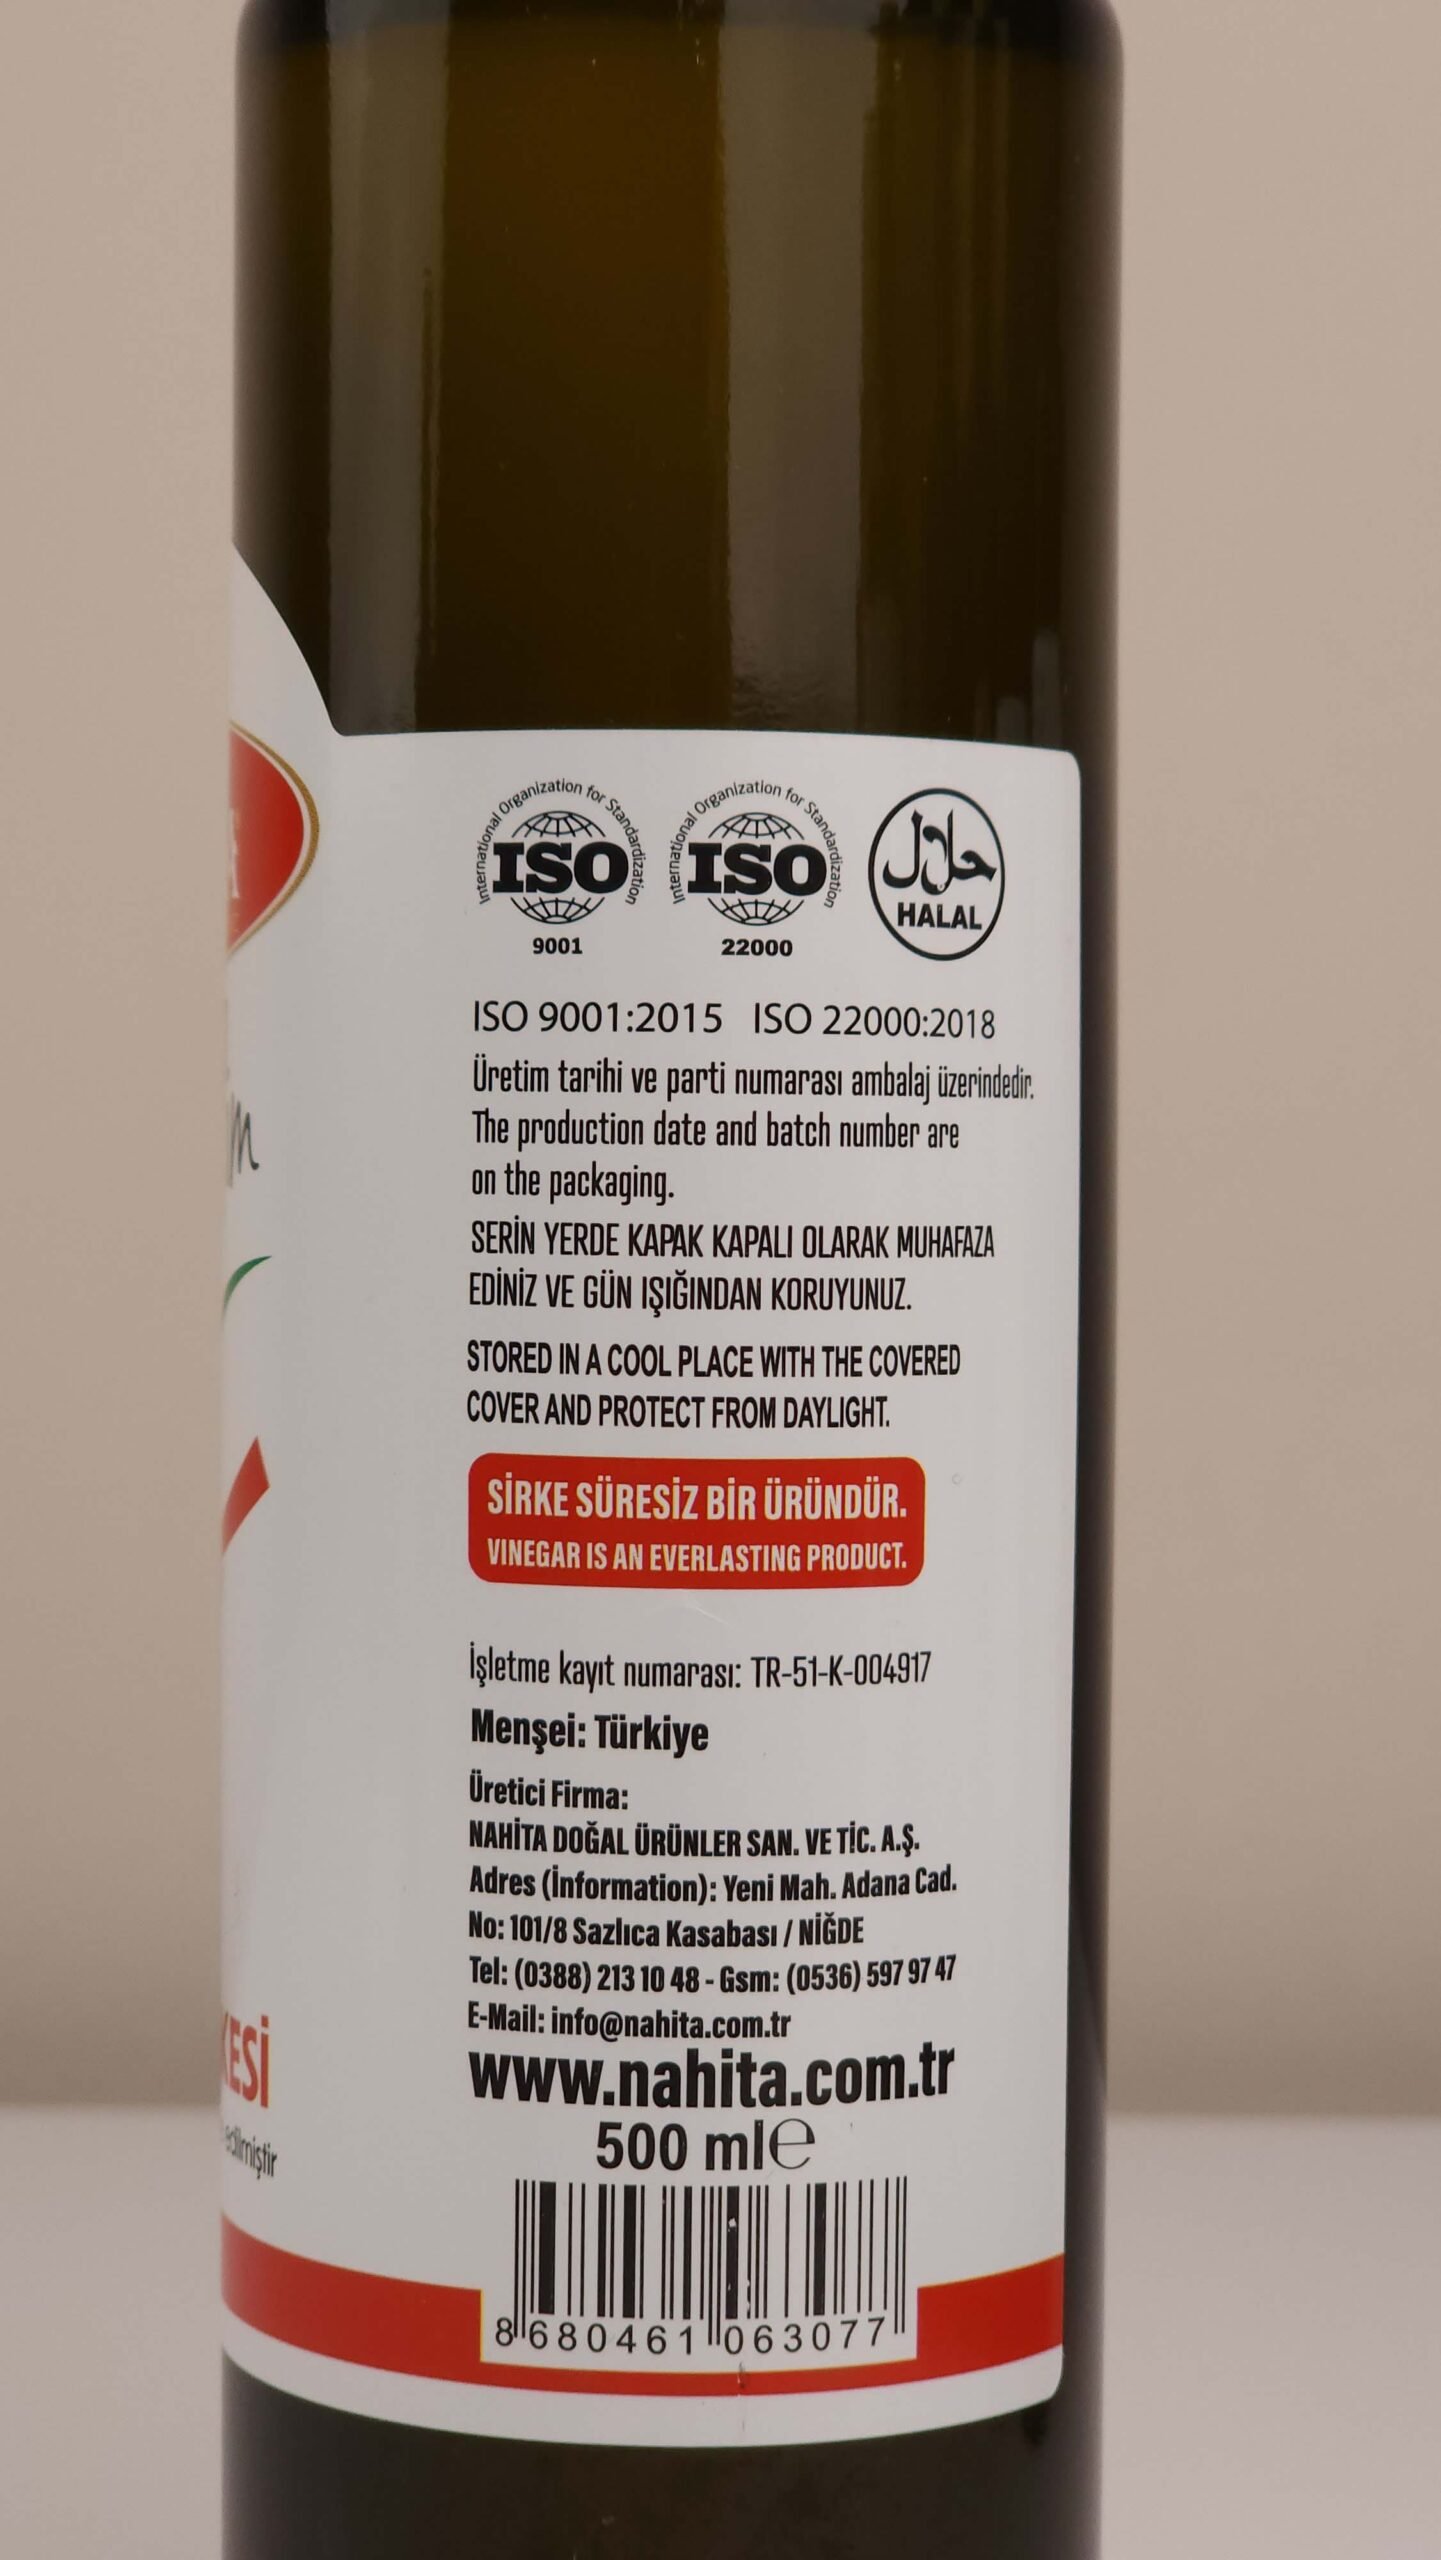 International Organization for Standardization
ISO
9001
International Organization for Standardization
ISO
22000
حلال
HALAL
ISO 9001:2015 ISO 22000:2018
Üretim tarihi ve parti numarası ambalaj üzerindedir.
The production date and batch number are
on the packaging.
SERİN YERDE KAPAK KAPALI OLARAK MUHAFAZA
EDİNİZ VE GÜN IŞIĞINDAN KORUYUNUZ.
STORED IN A COOL PLACE WITH THE COVERED
COVER AND PROTECT FROM DAYLIGHT.
SİRKE SÜRESİZ BİR ÜRÜNDÜR.
VINEGAR IS AN EVERLASTING PRODUCT.
İşletme kayıt numarası: TR-51-K-004917
Menşei: Türkiye
Üretici Firma:
NAHİTA DOĞAL ÜRÜNLER SAN. VE TİC. A.Ş.
Adres (İnformation): Yeni Mah. Adana Cad.
No: 101/8 Sazlıca Kasabası / NİĞDE
Tel: (0388) 213 10 48 - Gsm: (0536) 597 97 47
E-Mail: info@nahita.com.tr
www.nahita.com.tr
500 ml℮
8 680461 063077